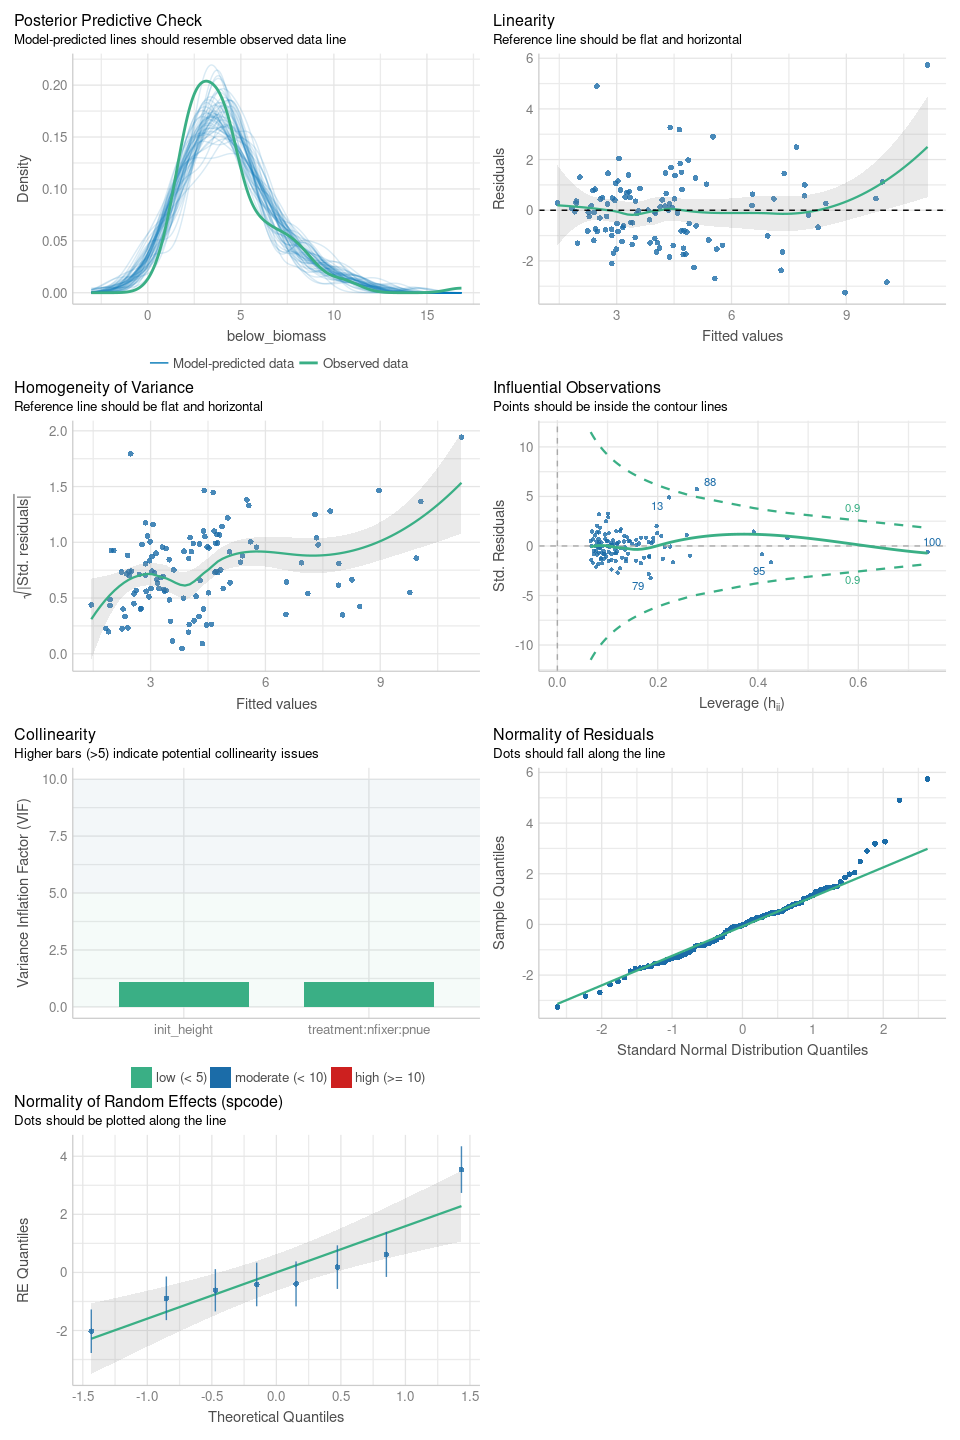 Posterior Predictive Check
Model-predicted lines should resemble observed data line
0.20
0.15
0.10
0.05
0.00
Density
0
5
10
15
below_biomass
Model-predicted data
Observed data
Linearity
Reference line should be flat and horizontal
6
4
2
0
-2
Residuals
3
6
9
Fitted values
Homogeneity of Variance
Reference line should be flat and horizontal
2.0
1.5
1.0
0.5
0.0
√|Std. residuals|
3
6
9
Fitted values
Influential Observations
Points should be inside the contour lines
10
5
0
-5
-10
Std. Residuals
88
13
0.9
100
95
79
0.9
0.0
0.2
0.4
0.6
Leverage (hii)
Collinearity
Higher bars (>5) indicate potential collinearity issues
10.0
7.5
5.0
2.5
0.0
Variance Inflation Factor (VIF)
init_height
treatment:nfixer:pnue
low (< 5)
moderate (< 10)
high (>= 10)
Normality of Residuals
Dots should fall along the line
6
4
2
0
-2
Sample Quantiles
-2
-1
0
1
2
Standard Normal Distribution Quantiles
Normality of Random Effects (spcode)
Dots should be plotted along the line
4
2
0
-2
RE Quantiles
-1.5
-1.0
-0.5
0.0
0.5
1.0
1.5
Theoretical Quantiles